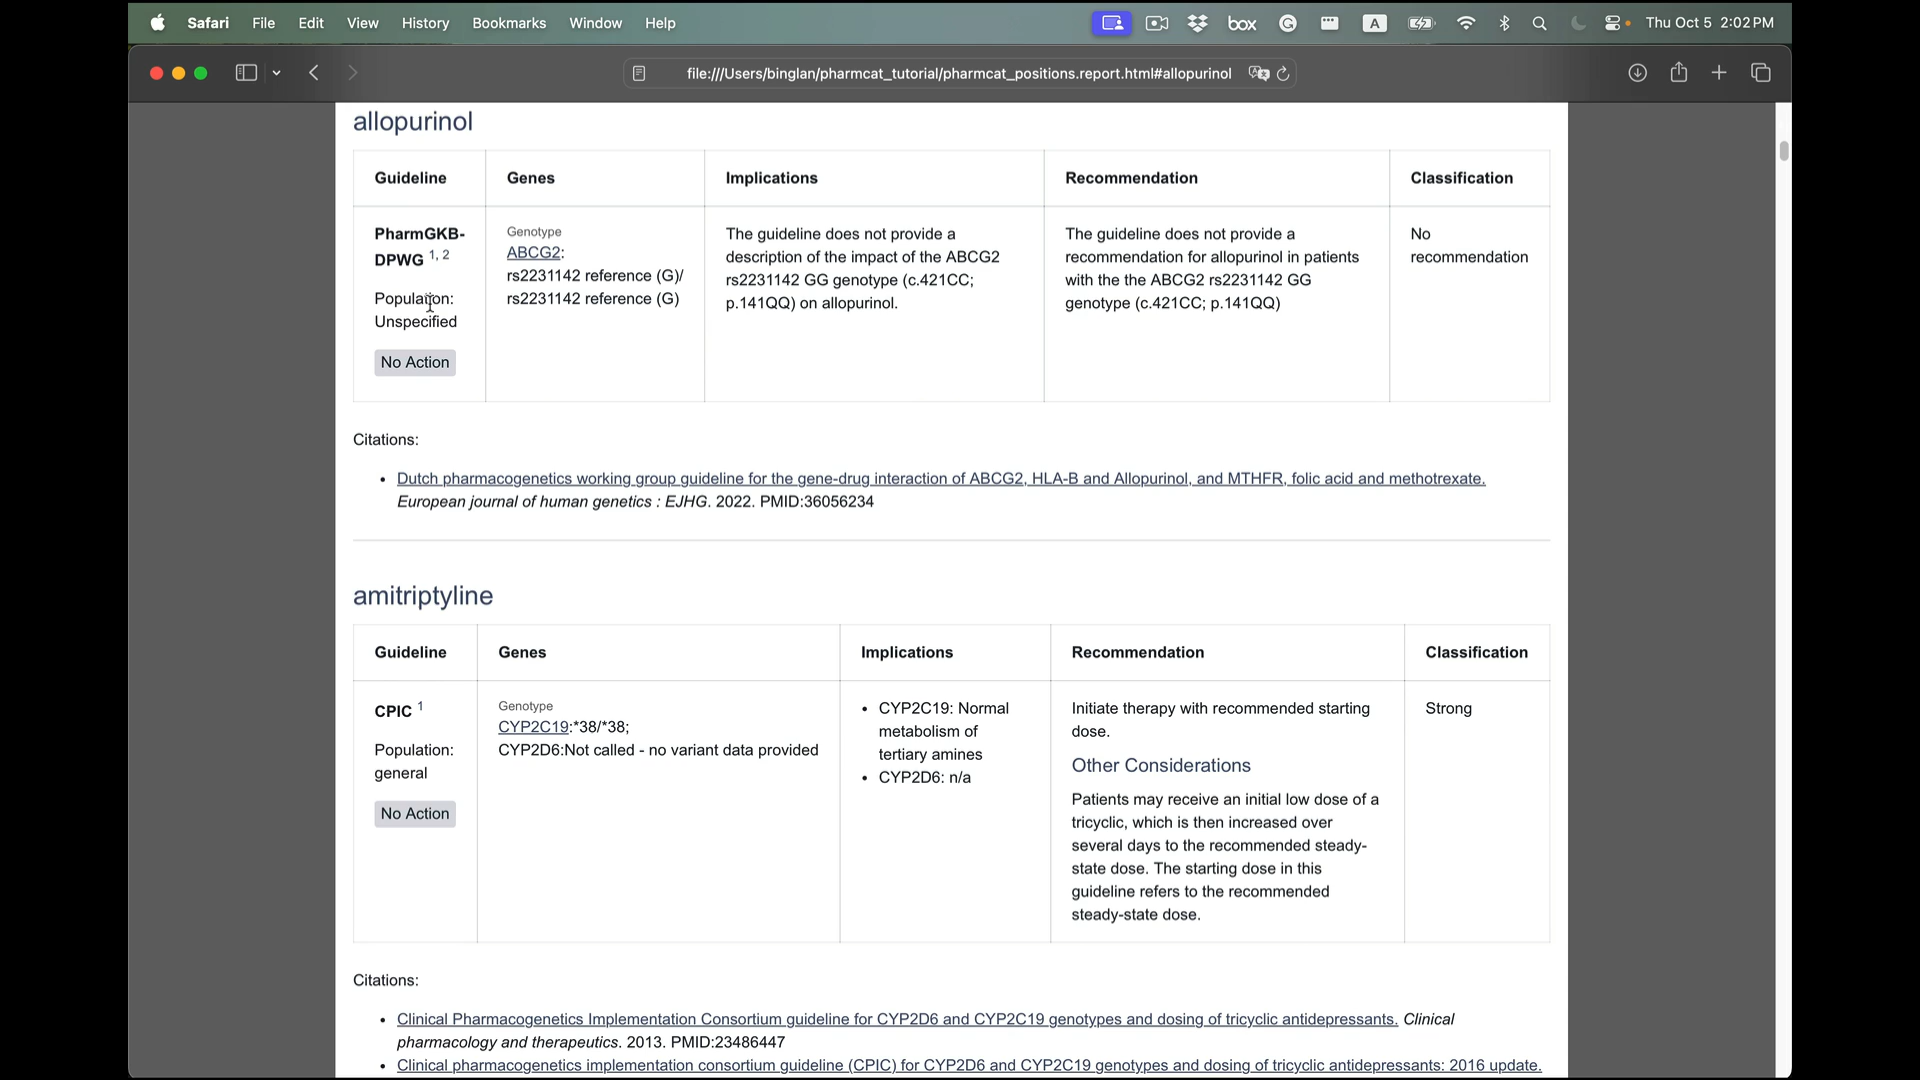 Safari File Edit View History Bookmarks Window Help box A Thu Oct 5 2:02 PM
file:///Users/binglan/pharmcat_tutorial/pharmcat_positions.report.html#allopurinol
allopurinol
Guideline Genes Implications Recommendation Classification
PharmGKB-
DPWG 1, 2
Population:
Unspecified
No Action
Genotype
ABCG2:
rs2231142 reference (G)/
rs2231142 reference (G)
The guideline does not provide a
description of the impact of the ABCG2
rs2231142 GG genotype (c.421CC;
p.141QQ) on allopurinol.
The guideline does not provide a
recommendation for allopurinol in patients
with the the ABCG2 rs2231142 GG
genotype (c.421CC; p.141QQ)
No
recommendation
Citations:
• Dutch pharmacogenetics working group guideline for the gene-drug interaction of ABCG2, HLA-B and Allopurinol, and MTHFR, folic acid and methotrexate.
European journal of human genetics : EJHG. 2022. PMID:36056234
amitriptyline
Guideline Genes Implications Recommendation Classification
CPIC 1
Population:
general
No Action
Genotype
CYP2C19:*38/*38;
CYP2D6:Not called - no variant data provided
• CYP2C19: Normal
metabolism of
tertiary amines
• CYP2D6: n/a
Initiate therapy with recommended starting
dose.
Other Considerations
Patients may receive an initial low dose of a
tricyclic, which is then increased over
several days to the recommended steady-
state dose. The starting dose in this
guideline refers to the recommended
steady-state dose.
Strong
Citations:
• Clinical Pharmacogenetics Implementation Consortium guideline for CYP2D6 and CYP2C19 genotypes and dosing of tricyclic antidepressants. Clinical
pharmacology and therapeutics. 2013. PMID:23486447
• Clinical pharmacogenetics implementation consortium guideline (CPIC) for CYP2D6 and CYP2C19 genotypes and dosing of tricyclic antidepressants: 2016 update.